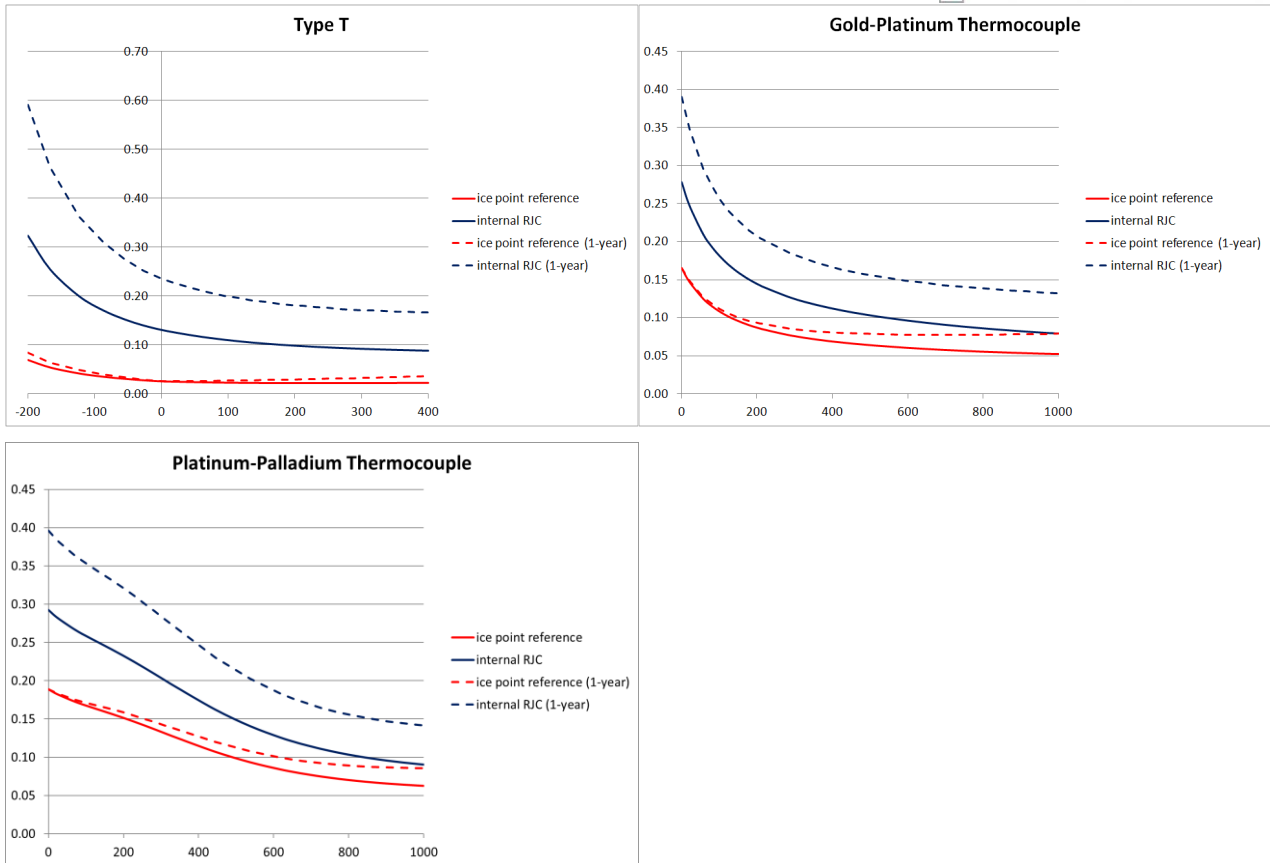 Type T
0.70
0.60
0.50
0.40
0.30
0.20
0.10
0.00
-200 -100 0 100 200 300 400
ice point reference
internal RJC
ice point reference (1-year)
internal RJC (1-year)
Gold-Platinum Thermocouple
0.45
0.40
0.35
0.30
0.25
0.20
0.15
0.10
0.05
0.00
0 200 400 600 800 1000
ice point reference
internal RJC
ice point reference (1-year)
internal RJC (1-year)
Platinum-Palladium Thermocouple
0.45
0.40
0.35
0.30
0.25
0.20
0.15
0.10
0.05
0.00
0 200 400 600 800 1000
ice point reference
internal RJC
ice point reference (1-year)
internal RJC (1-year)